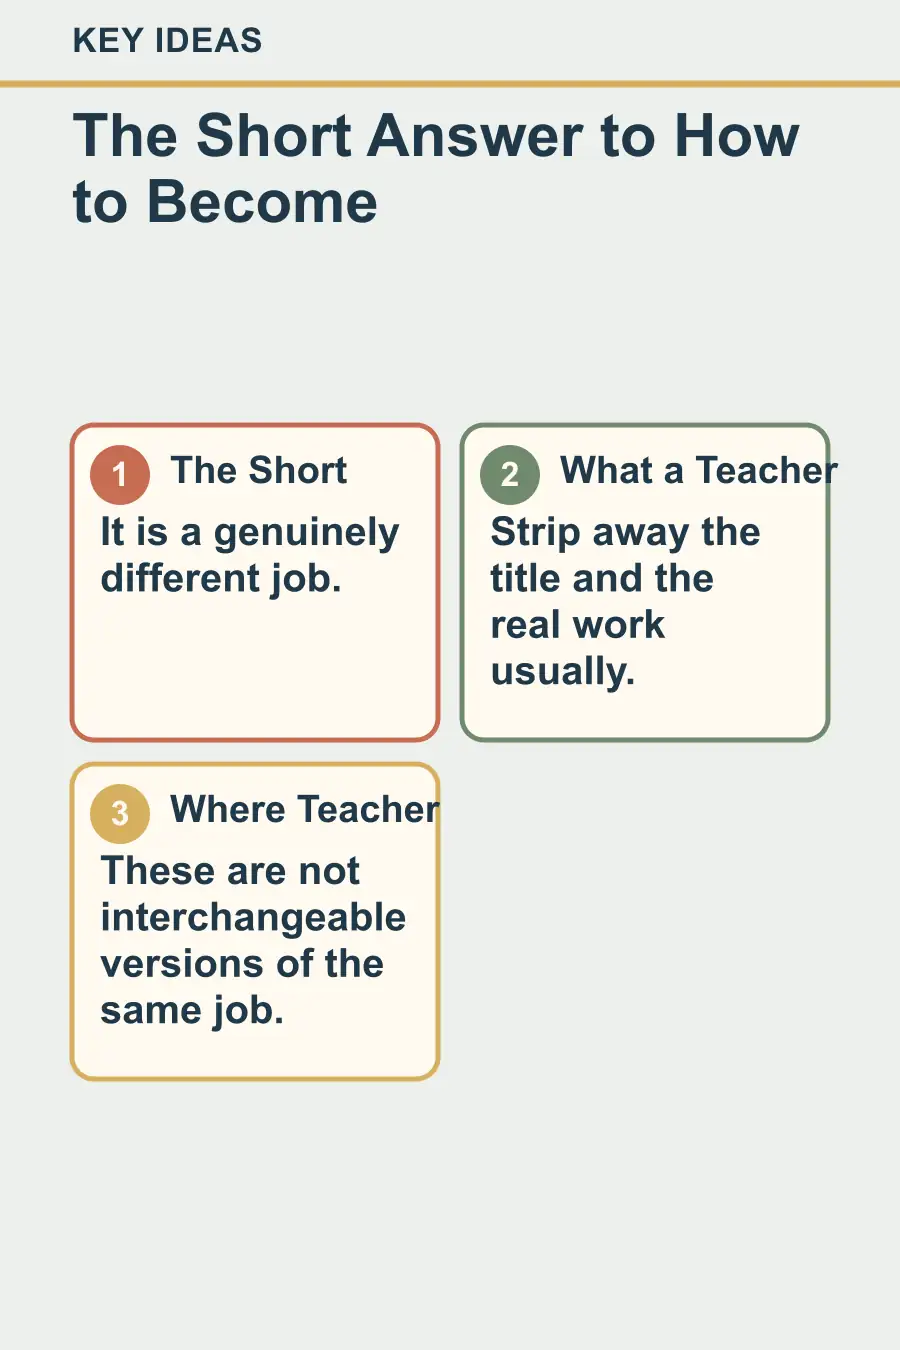 KEY IDEAS
The Short Answer to How
to Become
1 The Short
It is a genuinely
different job.
2 What a Teacher
Strip away the
title and the
real work
usually.
3 Where Teacher
These are not
interchangeable
versions of the
same job.